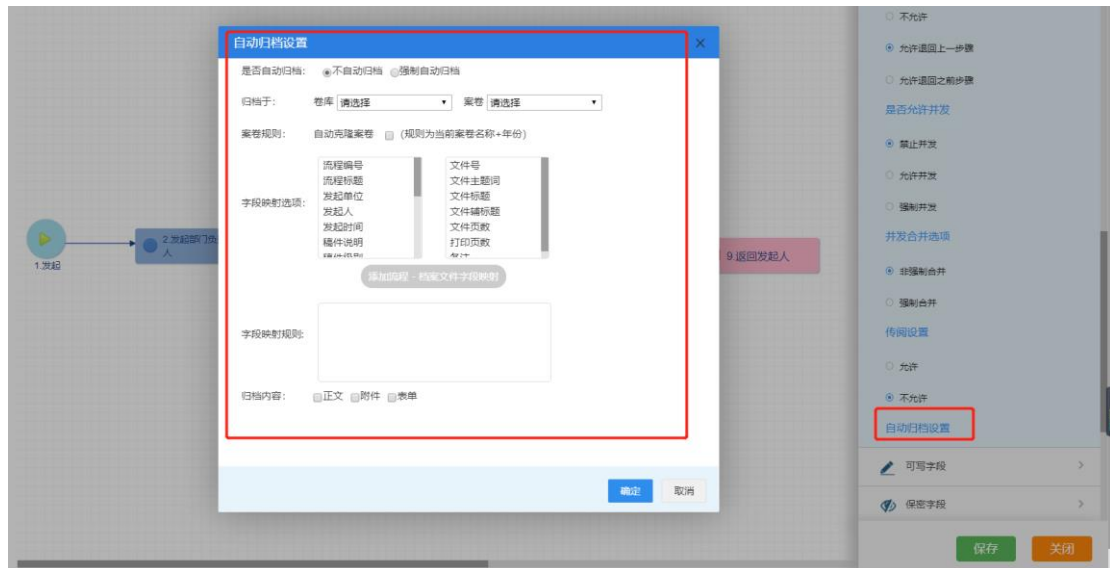 自动归档设置
×
是否自动归档: 不自动归档 强制自动归档
归档于: 卷库 请选择 案卷 请选择
案卷规则: 自动克隆案卷 (规则为当前案卷名称+年份)
字段映射选项:
流程编号
流程标题
发起单位
发起人
发起时间
稿件说明
稿件级别
文件号
文件主题词
文件标题
文件辅标题
文件页数
打印页数
备注
添加流程 - 档案文件字段映射
字段映射规则:
归档内容: 正文 附件 表单
确定 取消
1.发起
2.发起部门负
人
9.返回发起人
不允许
允许退回上一步骤
允许退回之前步骤
是否允许并发
禁止并发
允许并发
强制并发
并发合并选项
非强制合并
强制合并
传阅设置
允许
不允许
自动归档设置
可写字段
保密字段
保存 关闭